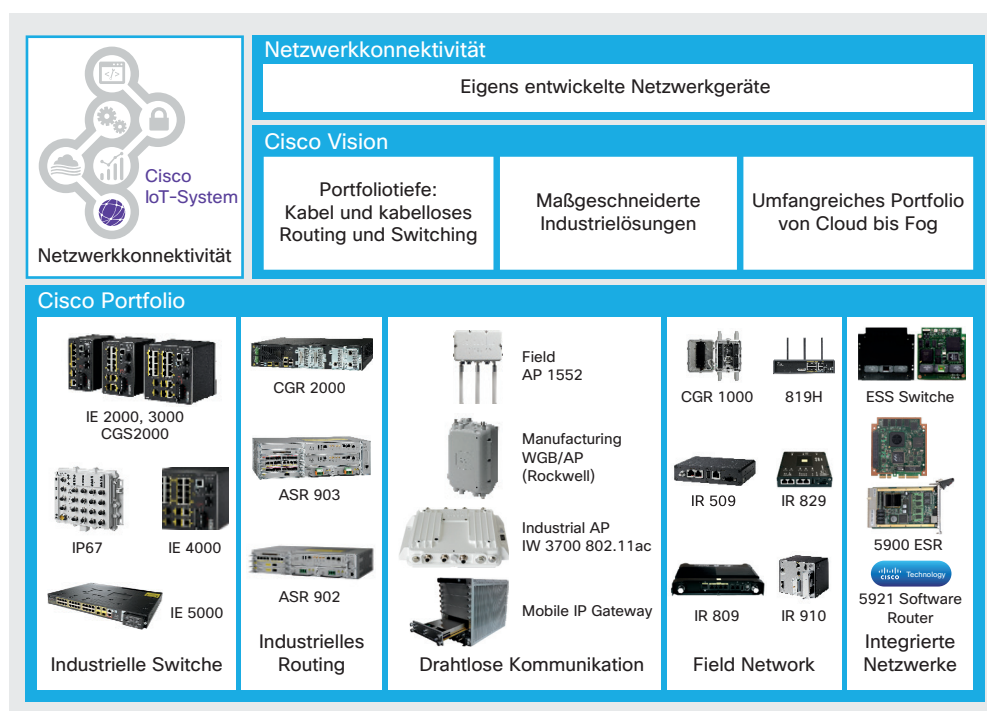 Cisco
IoT-System
Netzwerkkonnektivität
Netzwerkkonnektivität
Eigens entwickelte Netzwerkgeräte
Cisco Vision
Portfoliotiefe:
Kabel und kabelloses
Routing und Switching
Maßgeschneiderte
Industrielösungen
Umfangreiches Portfolio
von Cloud bis Fog
Cisco Portfolio
IE 2000, 3000
CGS2000
IP67
IE 4000
IE 5000
Industrielle Switche
CGR 2000
ASR 903
ASR 902
Industrielles
Routing
Field
AP 1552
Manufacturing
WGB/AP
(Rockwell)
Industrial AP
IW 3700 802.11ac
Mobile IP Gateway
Drahtlose Kommunikation
CGR 1000
819H
IR 509
IR 829
IR 809
IR 910
Field Network
ESS Switche
5900 ESR
cisco Technology
5921 Software
Router
Integrierte
Netzwerke